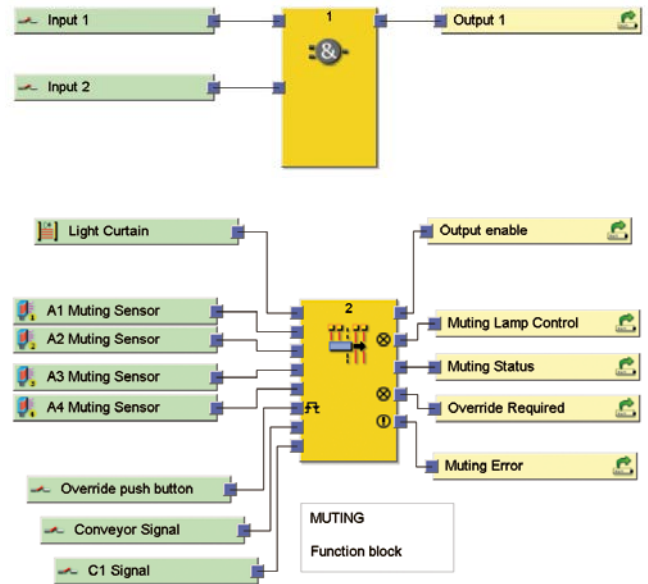 Input 1
1
Output 1
&
Input 2
Light Curtain
Output enable
2
A1 Muting Sensor
Muting Lamp Control
A2 Muting Sensor
Muting Status
A3 Muting Sensor
Override Required
A4 Muting Sensor
Muting Error
Override push button
Conveyor Signal
MUTING
Function block
C1 Signal